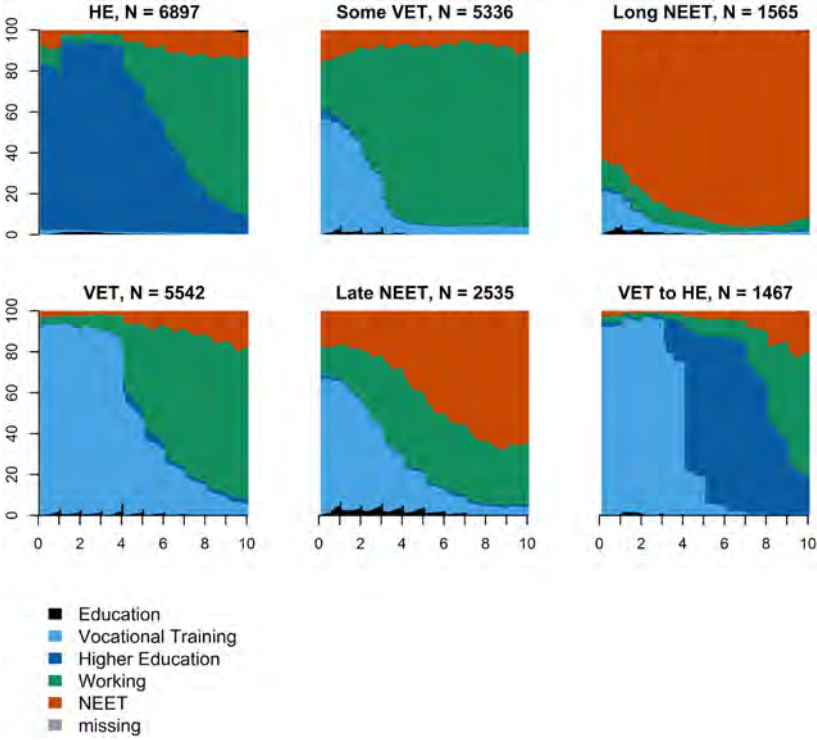 HE, N = 6897
Some VET, N = 5336
Long NEET, N = 1565
100
80
60
40
20
0
VET, N = 5542
Late NEET, N = 2535
VET to HE, N = 1467
100
80
60
40
20
0
0 2 4 6 8 10
0 2 4 6 8 10
0 2 4 6 8 10
Education
Vocational Training
Higher Education
Working
NEET
missing